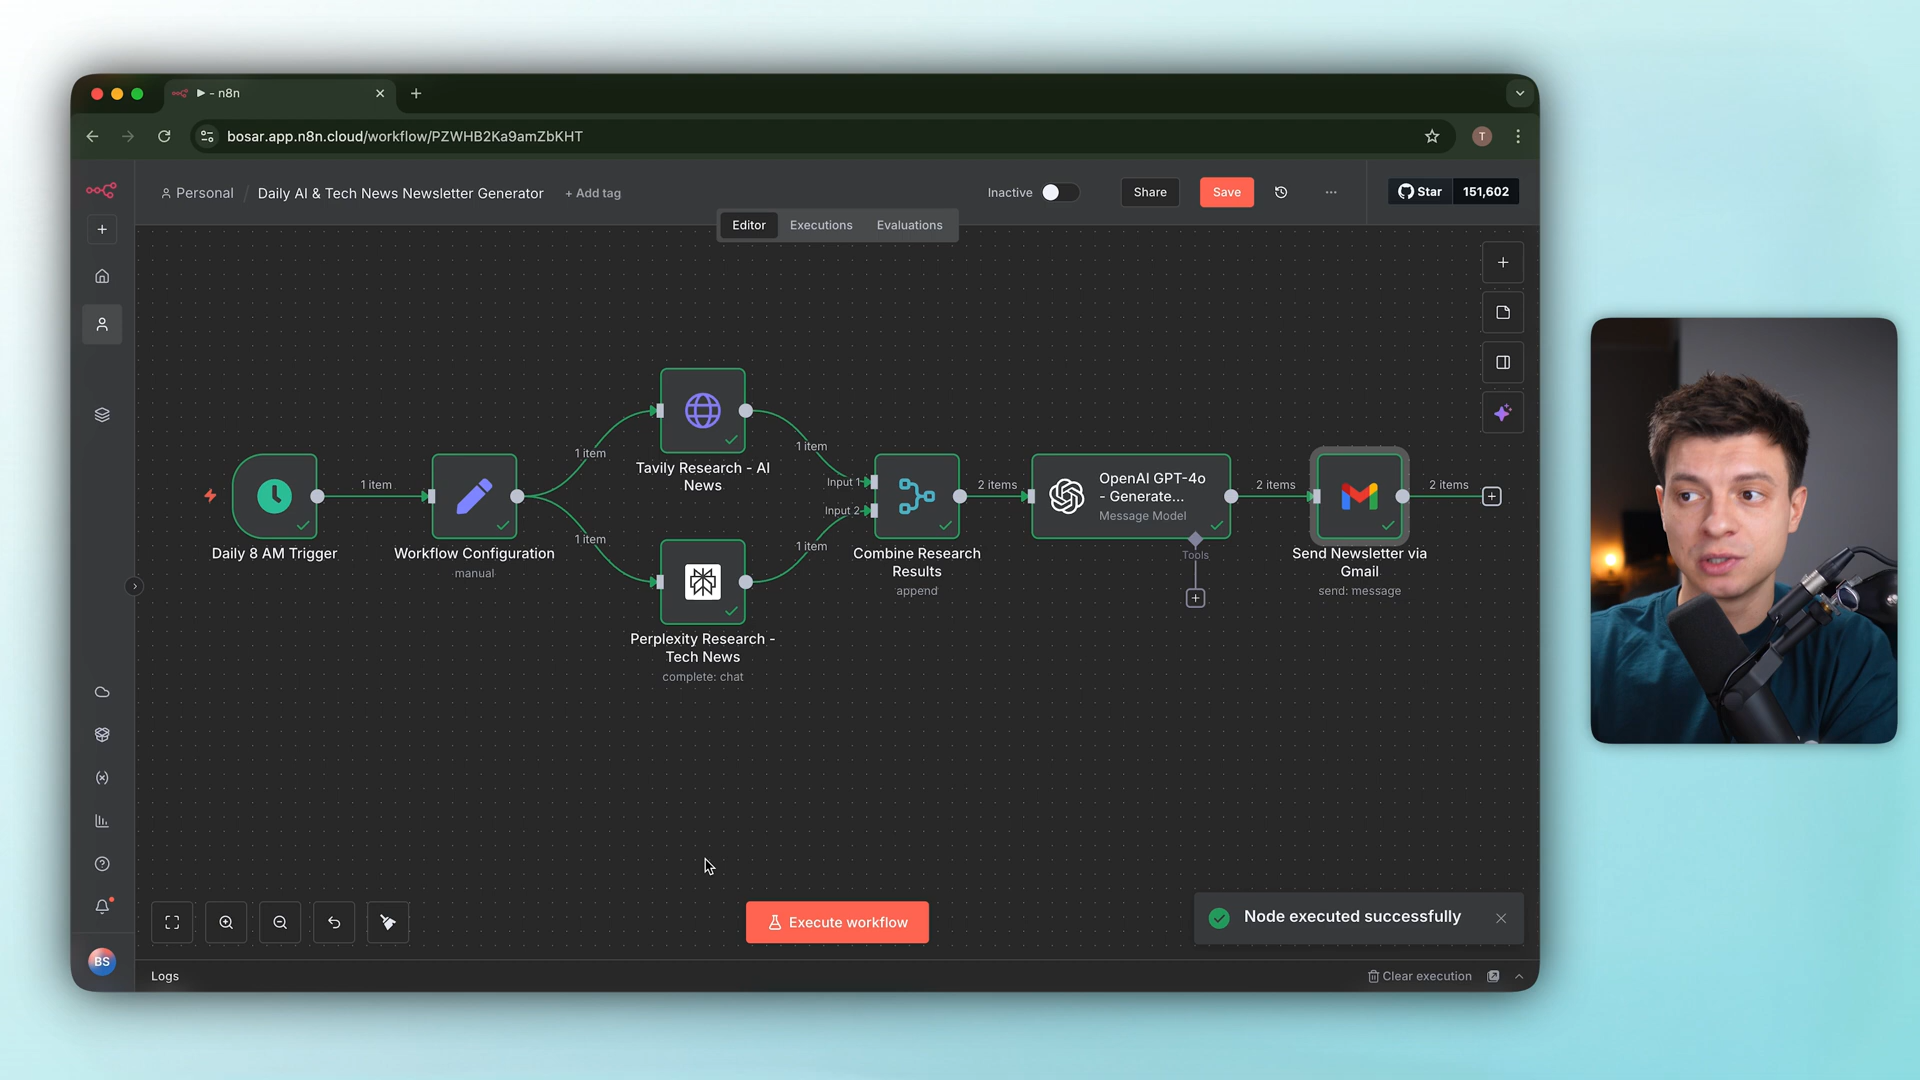 - n8n
bosar.app.n8n.cloud/workflow/PZWHB2Ka9amZbKHT
T
Personal / Daily AI & Tech News Newsletter Generator + Add tag
Inactive
Share
Save
Star 151,602
Editor Executions Evaluations
Daily 8 AM Trigger
1 item
Workflow Configuration
manual
1 item
1 item
Tavily Research - AI
News
Perplexity Research -
Tech News
complete: chat
1 item
1 item
Input 1
Input 2
Combine Research
Results
append
2 items
OpenAI GPT-4o
- Generate...
Message Model
Tools
2 items
Send Newsletter via
Gmail
send: message
2 items
Execute workflow
Node executed successfully
BS
Logs
Clear execution